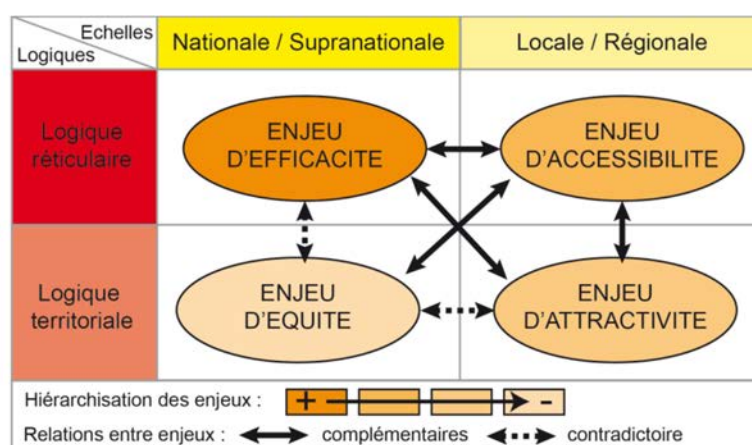 Echelles
Logiques
Nationale / Supranationale
Locale / Régionale
Logique
réticulaire
ENJEU
D'EFFICACITE
ENJEU
D'ACCESSIBILITE
Logique
territoriale
ENJEU
D'EQUITE
ENJEU
D'ATTRACTIVITE
Hiérarchisation des enjeux : + -
Relations entre enjeux : complémentaires contradictoire